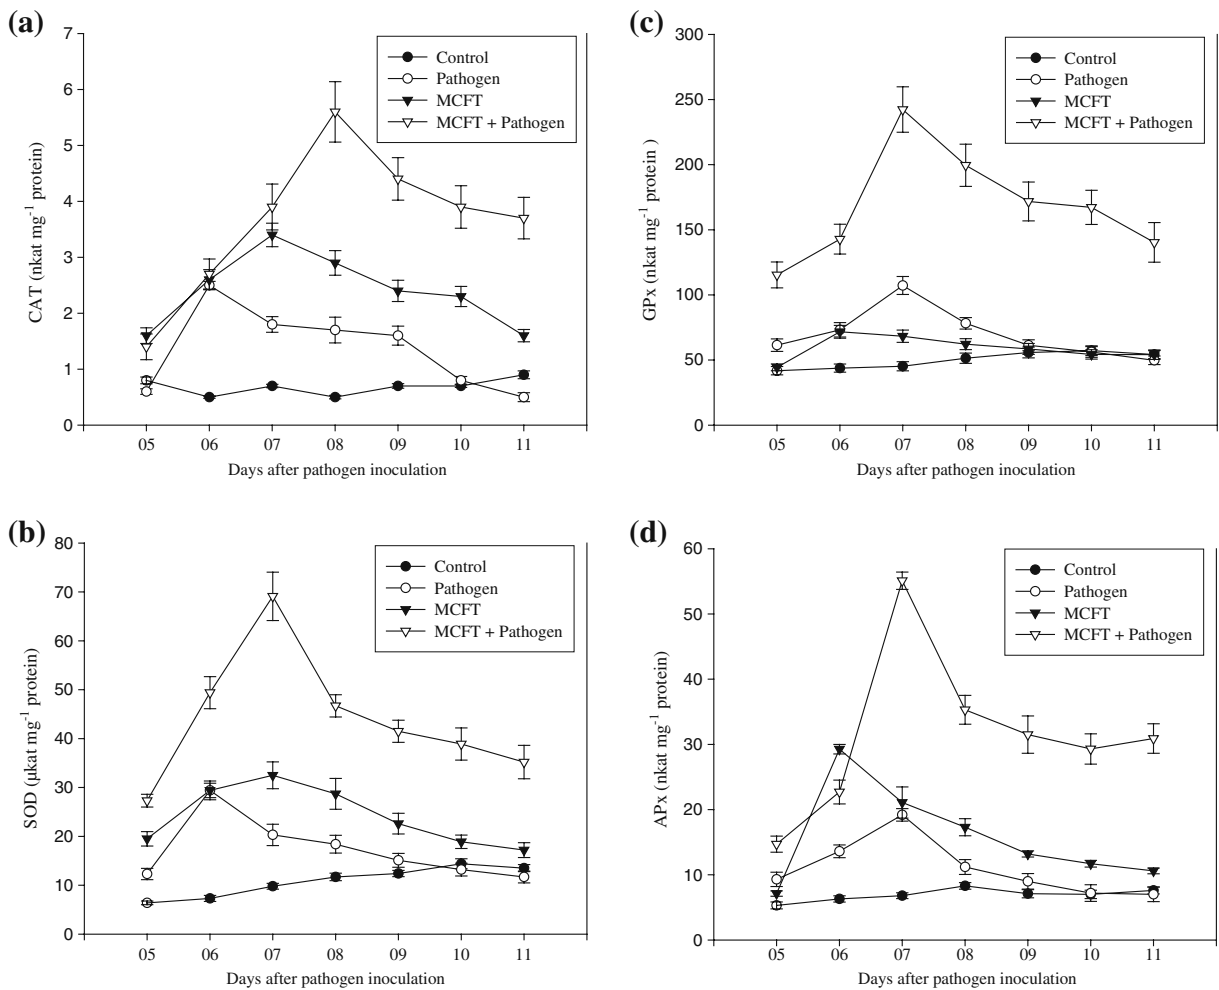 (a)
7
6
5
4
3
2
1
0
CAT (nkat mg⁻¹ protein)
Control
Pathogen
MCFT
MCFT + Pathogen
05 06 07 08 09 10 11
Days after pathogen inoculation
(c)
300
250
200
150
100
50
0
GPx (nkat mg⁻¹ protein )
Control
Pathogen
MCFT
MCFT + Pathogen
05 06 07 08 09 10 11
Days after pathogen inoculation
(b)
80
70
60
50
40
30
20
10
0
SOD (µkat mg⁻¹ protein)
Control
Pathogen
MCFT
MCFT + Pathogen
05 06 07 08 09 10 11
Days after pathogen inoculation
(d)
60
50
40
30
20
10
0
APx (nkat mg⁻¹ protein)
Control
Pathogen
MCFT
MCFT + Pathogen
05 06 07 08 09 10 11
Days after pathogen inoculation